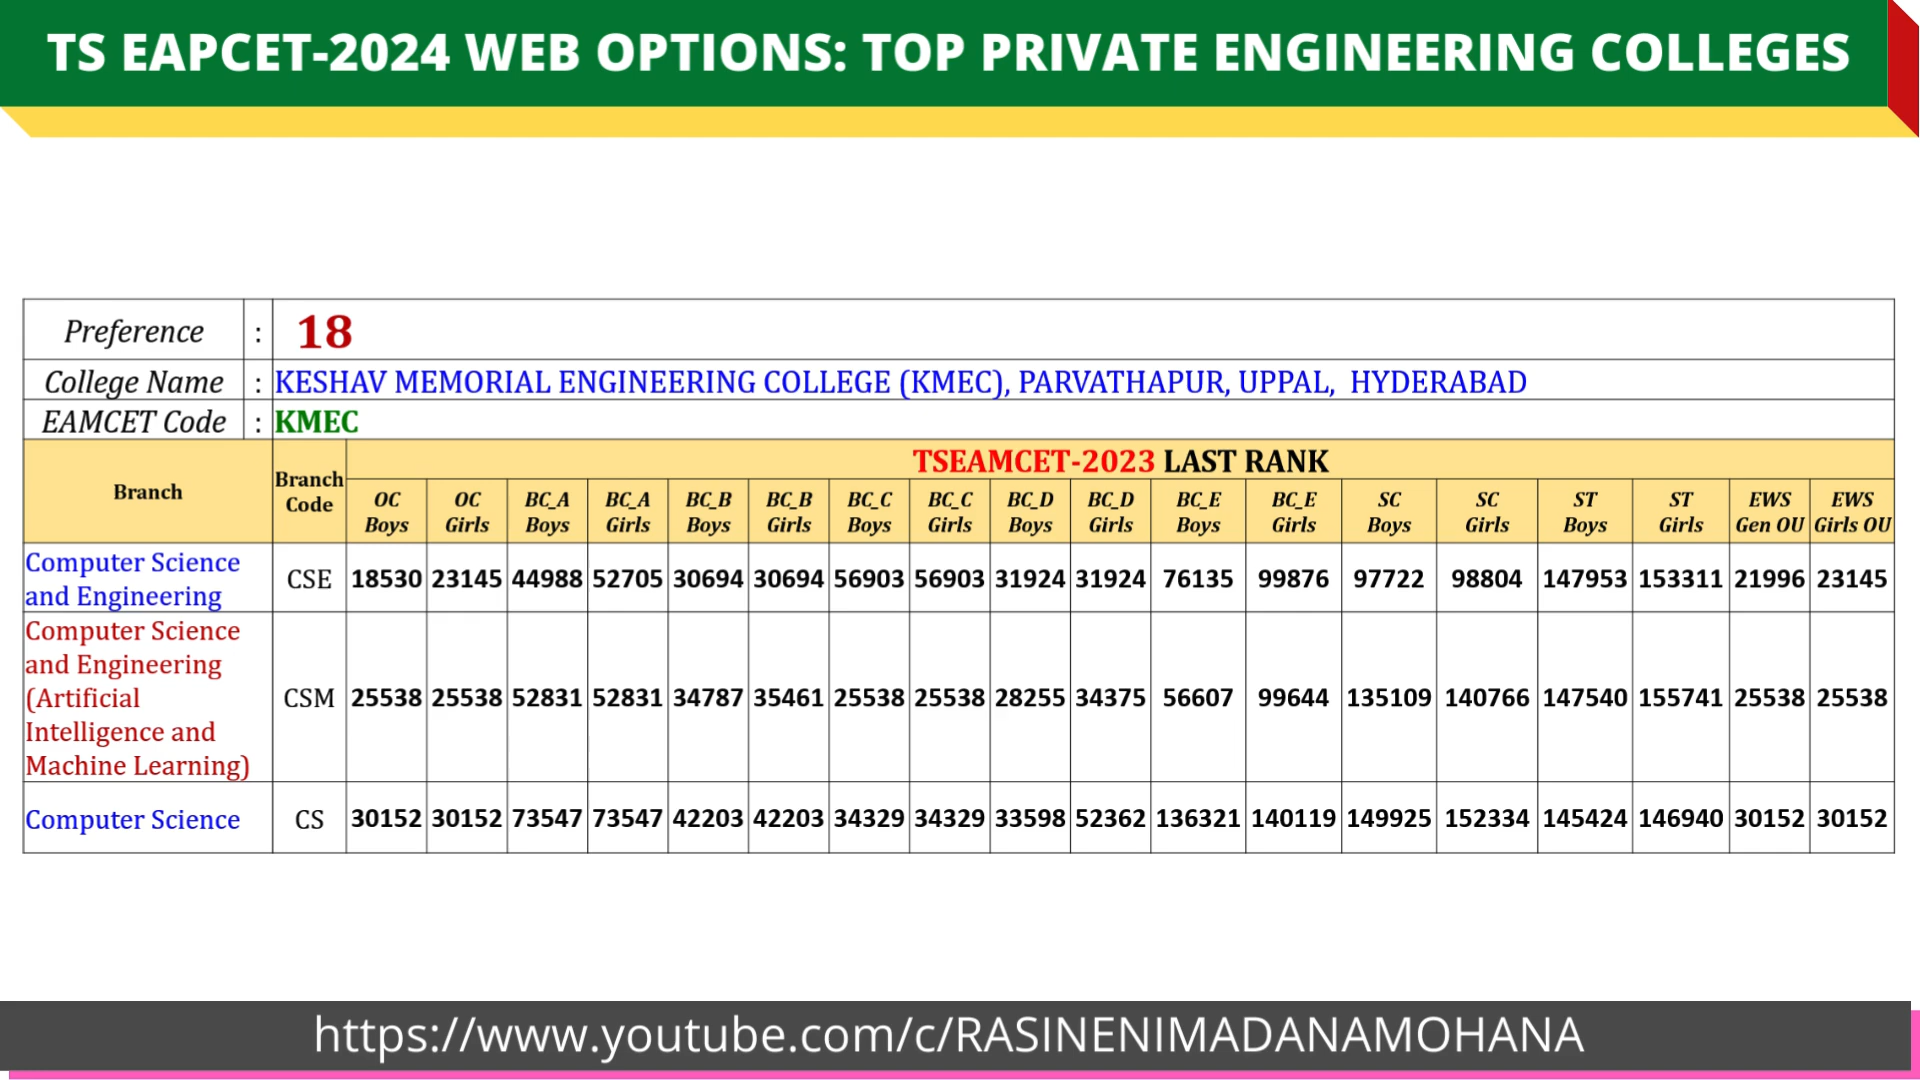 TS EAPCET-2024 WEB OPTIONS: TOP PRIVATE ENGINEERING COLLEGES
Preference : 18
College Name : KESHAV MEMORIAL ENGINEERING COLLEGE (KMEC), PARVATHAPUR, UPPAL, HYDERABAD
EAMCET Code : KMEC
Branch Branch Code TSEAMCET-2023 LAST RANK
OC Boys OC Girls BC_A Boys BC_A Girls BC_B Boys BC_B Girls BC_C Boys BC_C Girls BC_D Boys BC_D Girls BC_E Boys BC_E Girls SC Boys SC Girls ST Boys ST Girls EWS Gen OU EWS Girls OU
Computer Science and Engineering CSE 18530 23145 44988 52705 30694 30694 56903 56903 31924 31924 76135 99876 97722 98804 147953 153311 21996 23145
Computer Science and Engineering (Artificial Intelligence and Machine Learning) CSM 25538 25538 52831 52831 34787 35461 25538 25538 28255 34375 56607 99644 135109 140766 147540 155741 25538 25538
Computer Science CS 30152 30152 73547 73547 42203 42203 34329 34329 33598 52362 136321 140119 149925 152334 145424 146940 30152 30152
https://www.youtube.com/c/RASINENIMADANAMOHANA